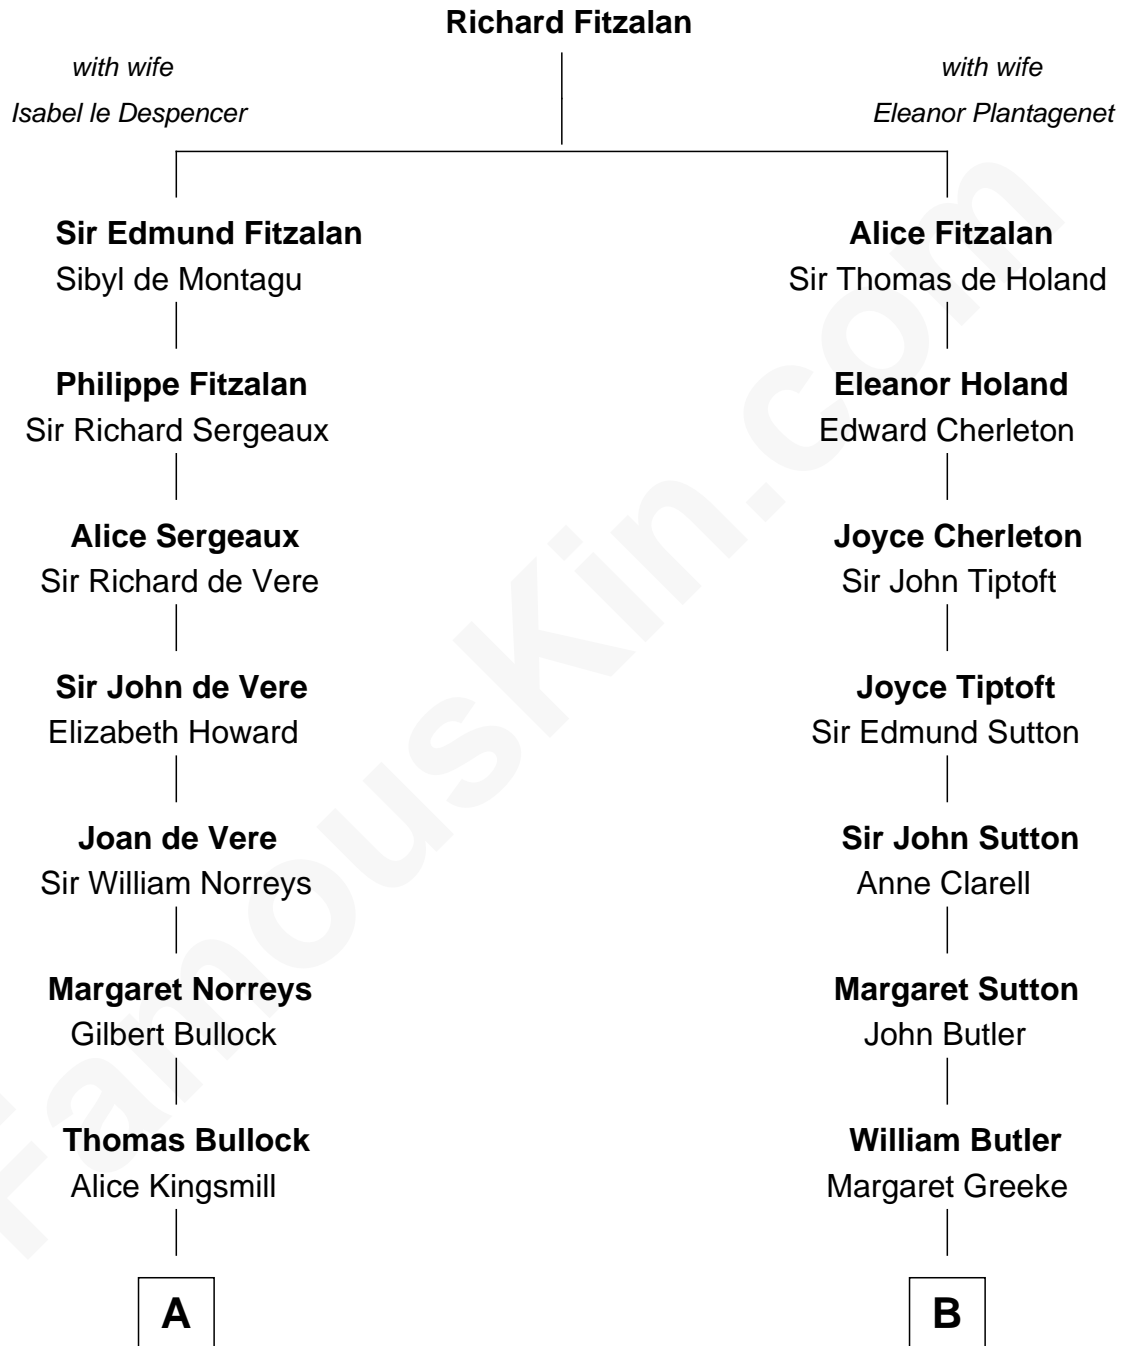 Richard Fitzalan
with wife
Isabel le Despencer
with wife
Eleanor Plantagenet
Sir Edmund Fitzalan
Sibyl de Montagu
Philippe Fitzalan
Sir Richard Sergeaux
Alice Sergeaux
Sir Richard de Vere
Sir John de Vere
Elizabeth Howard
Joan de Vere
Sir William Norreys
Margaret Norreys
Gilbert Bullock
Thomas Bullock
Alice Kingsmill
A
Alice Fitzalan
Sir Thomas de Holand
Eleanor Holand
Edward Cherleton
Joyce Cherleton
Sir John Tiptoft
Joyce Tiptoft
Sir Edmund Sutton
Sir John Sutton
Anne Clarell
Margaret Sutton
John Butler
William Butler
Margaret Greeke
B
FamousKin.com